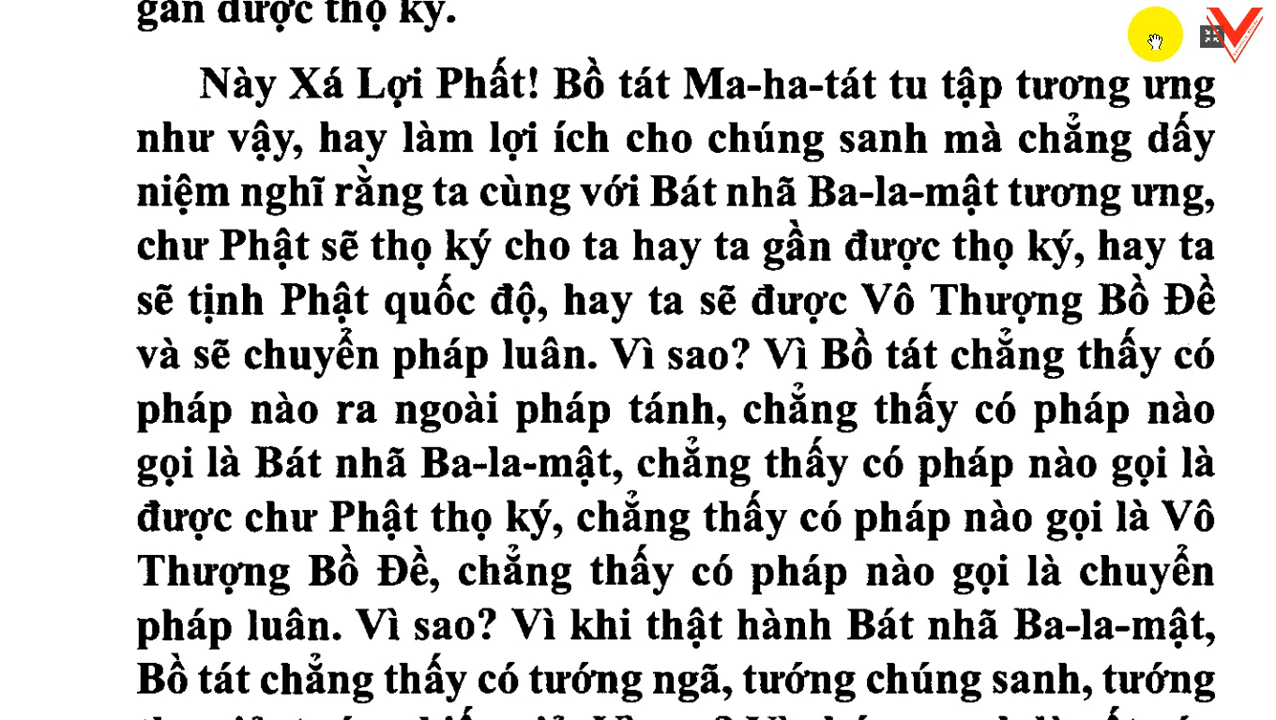 gần được thọ ký.
Này Xá Lợi Phất! Bồ tát Ma-ha-tát tu tập tương ưng
như vậy, hay làm lợi ích cho chúng sanh mà chẳng dấy
niệm nghĩ rằng ta cùng với Bát nhã Ba-la-mật tương ưng,
chư Phật sẽ thọ ký cho ta hay ta gần được thọ ký, hay ta
sẽ tịnh Phật quốc độ, hay ta sẽ được Vô Thượng Bồ Đề
và sẽ chuyển pháp luân. Vì sao? Vì Bồ tát chẳng thấy có
pháp nào ra ngoài pháp tánh, chẳng thấy có pháp nào
gọi là Bát nhã Ba-la-mật, chẳng thấy có pháp nào gọi là
được chư Phật thọ ký, chẳng thấy có pháp nào gọi là Vô
Thượng Bồ Đề, chẳng thấy có pháp nào gọi là chuyển
pháp luân. Vì sao? Vì khi thật hành Bát nhã Ba-la-mật,
Bồ tát chẳng thấy có tướng ngã, tướng chúng sanh, tướng